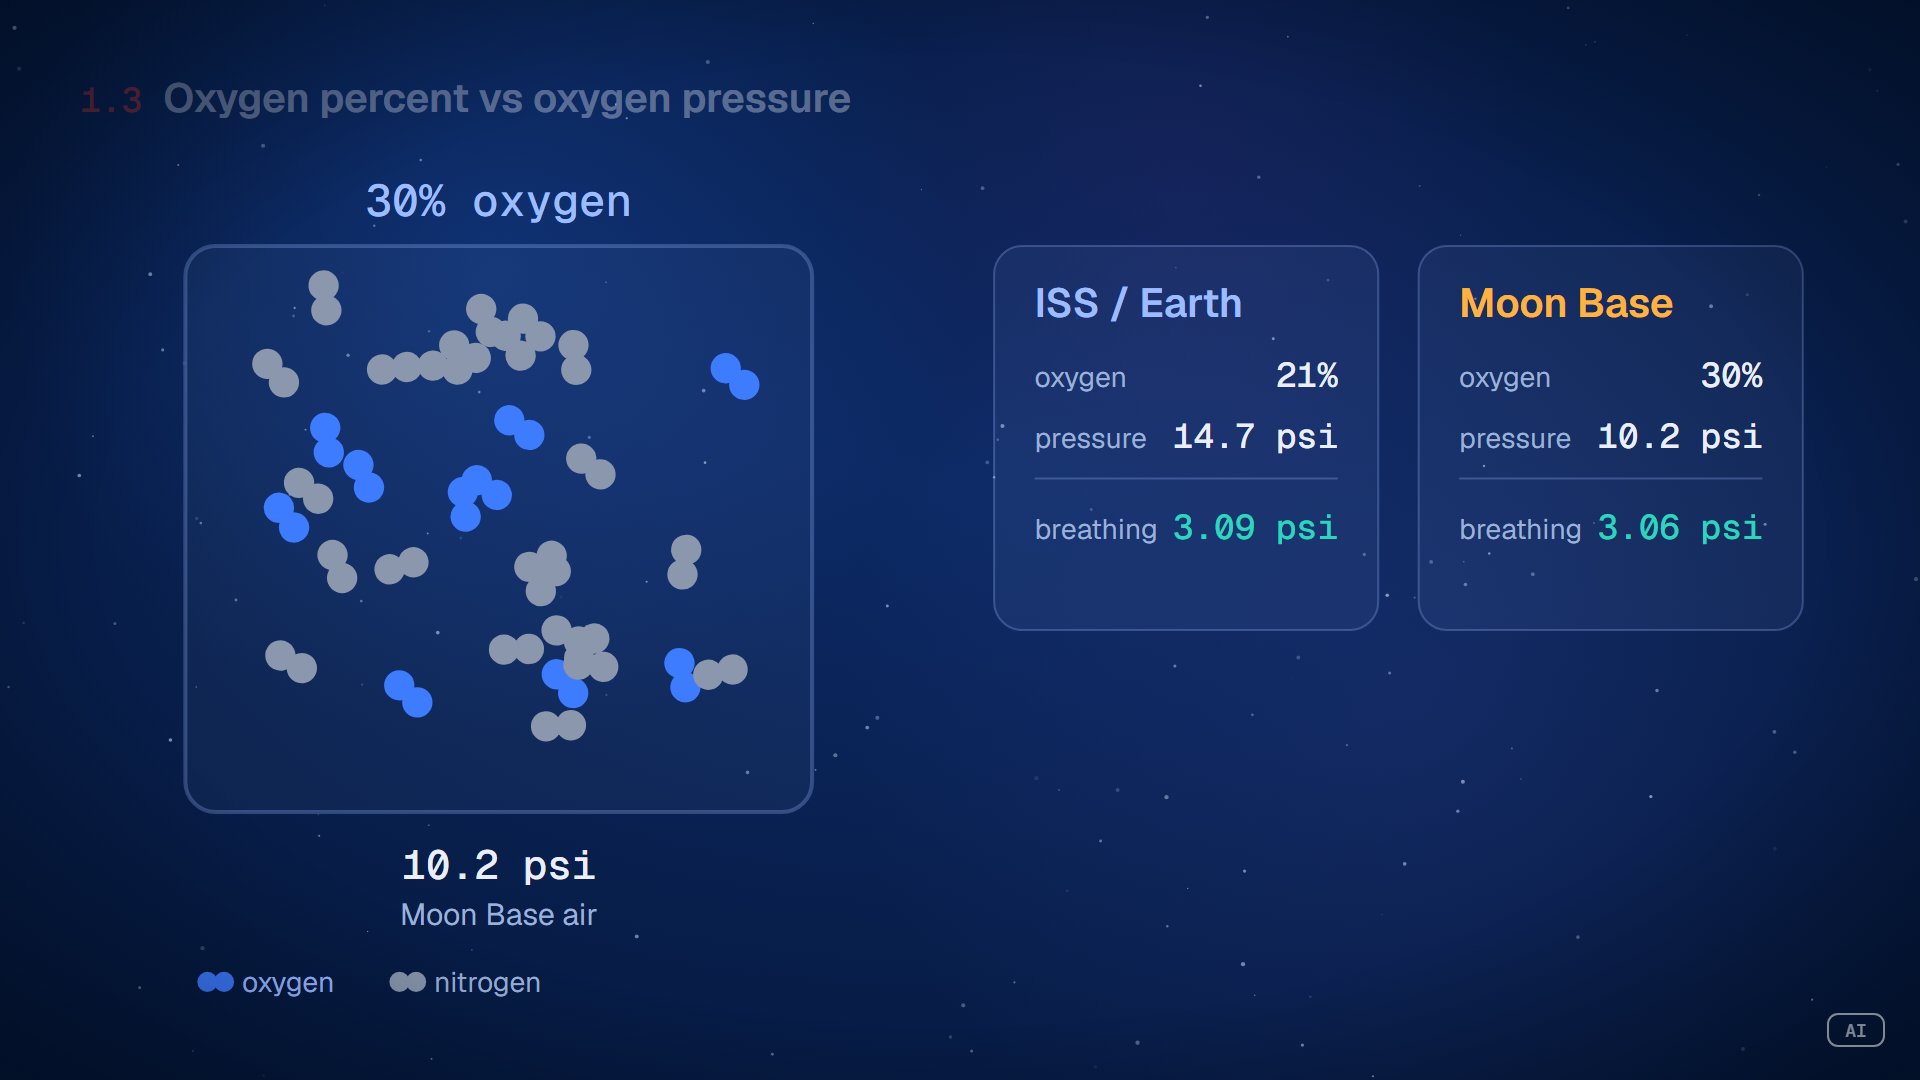 1.3 Oxygen percent vs oxygen pressure
30% oxygen
10.2 psi
Moon Base air
oxygen
nitrogen
ISS / Earth
oxygen 21%
pressure 14.7 psi
breathing 3.09 psi
Moon Base
oxygen 30%
pressure 10.2 psi
breathing 3.06 psi
AI